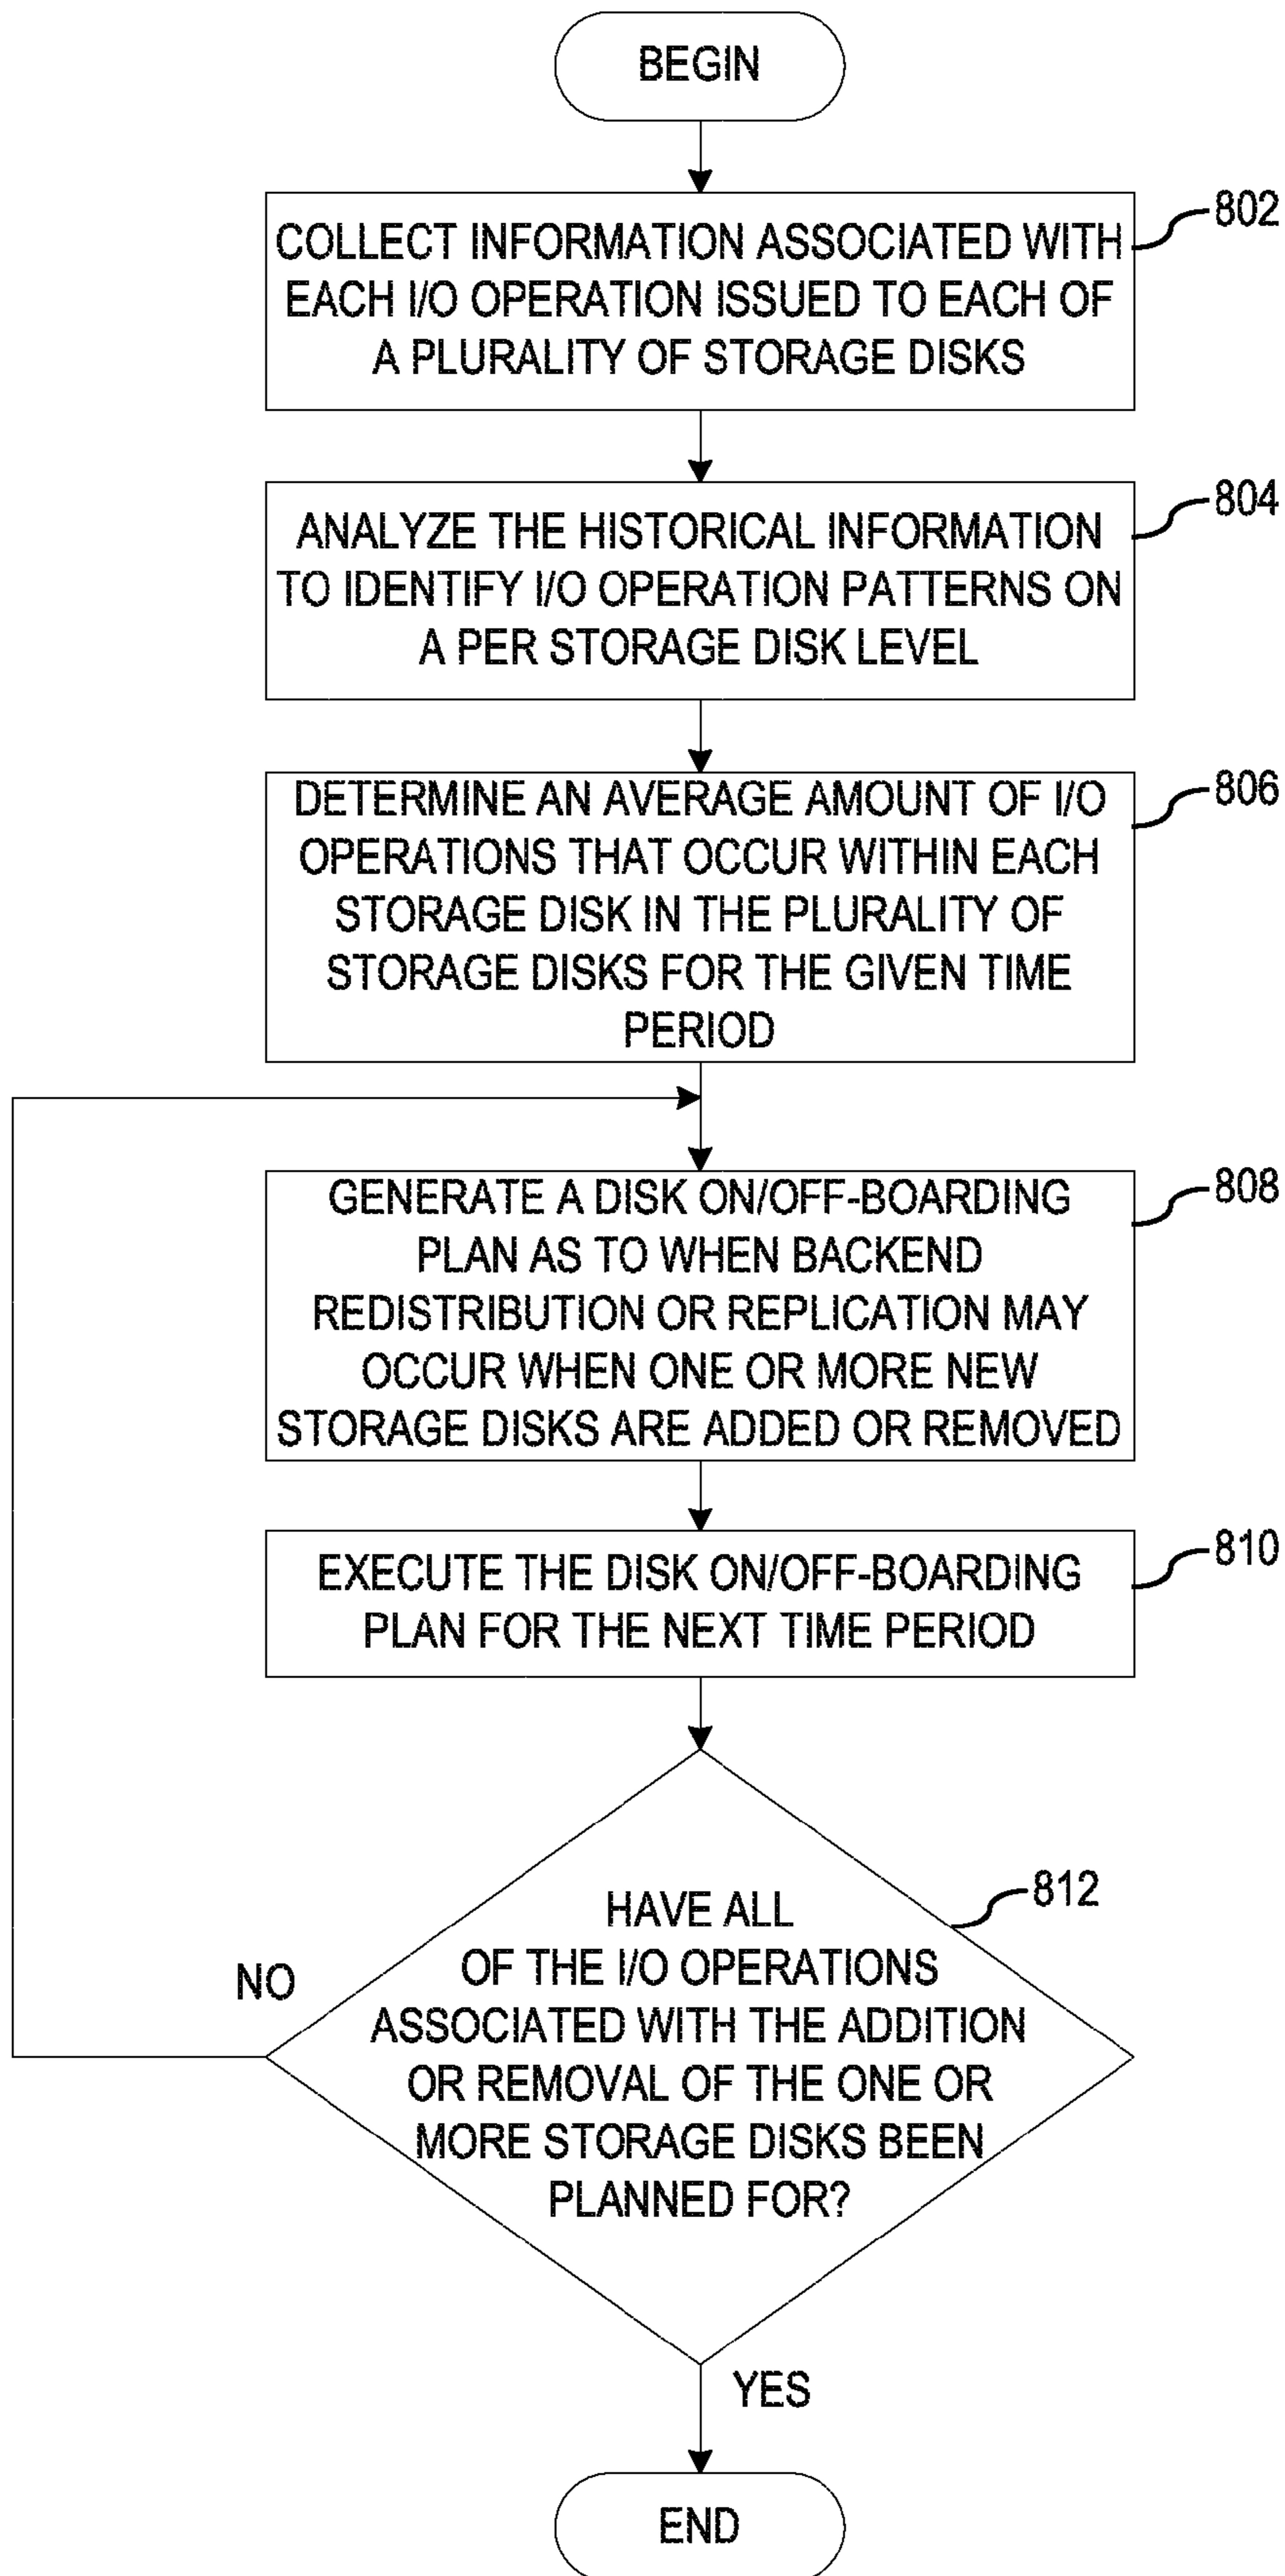 BEGIN
802
COLLECT INFORMATION ASSOCIATED WITH
EACH I/O OPERATION ISSUED TO EACH OF
A PLURALITY OF STORAGE DISKS
804
ANALYZE THE HISTORICAL INFORMATION
TO IDENTIFY I/O OPERATION PATTERNS ON
A PER STORAGE DISK LEVEL
806
DETERMINE AN AVERAGE AMOUNT OF I/O
OPERATIONS THAT OCCUR WITHIN EACH
STORAGE DISK IN THE PLURALITY OF
STORAGE DISKS FOR THE GIVEN TIME
PERIOD
808
GENERATE A DISK ON/OFF-BOARDING
PLAN AS TO WHEN BACKEND
REDISTRIBUTION OR REPLICATION MAY
OCCUR WHEN ONE OR MORE NEW
STORAGE DISKS ARE ADDED OR REMOVED
810
EXECUTE THE DISK ON/OFF-BOARDING
PLAN FOR THE NEXT TIME PERIOD
812
HAVE ALL
OF THE I/O OPERATIONS
ASSOCIATED WITH THE ADDITION
OR REMOVAL OF THE ONE OR
MORE STORAGE DISKS BEEN
PLANNED FOR?
NO
YES
END